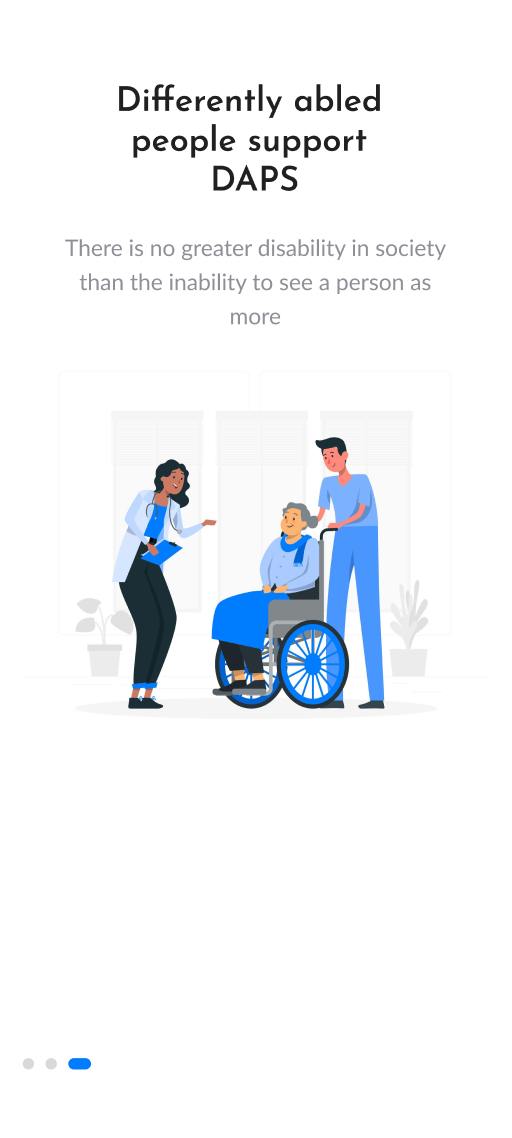 Differently abled
people support
DAPS
There is no greater disability in society
than the inability to see a person as
more